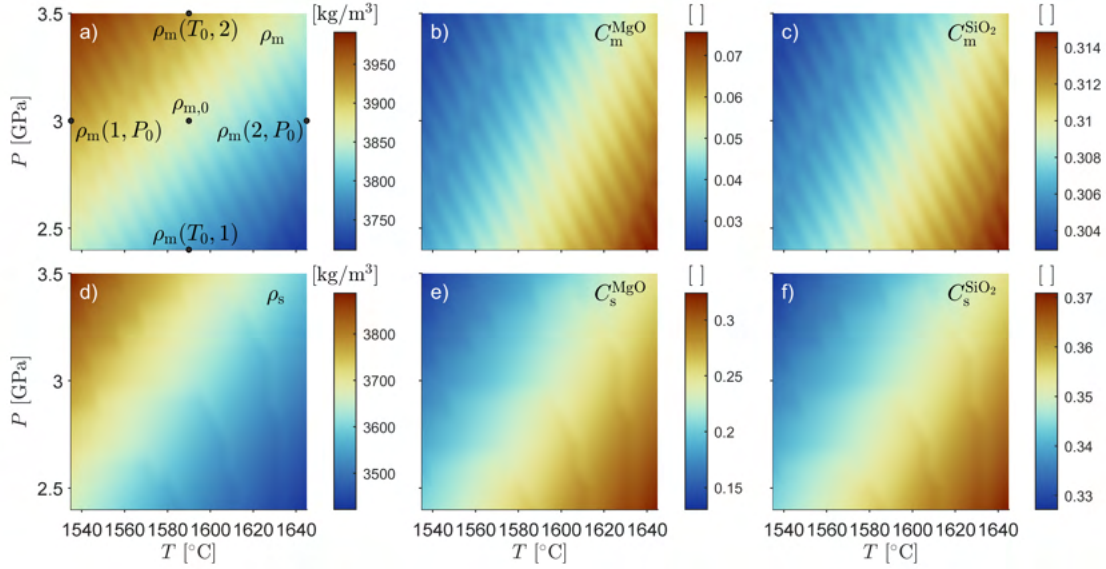 [kg/m³] [ ] [ ]
3.5 a) ρₘ(T₀, 2) ρₘ b) Cₘᴹᵍᴼ c) Cₘˢⁱᴼ²
3950 0.07 0.314
3900 0.06 0.312
ρₘ,₀
3 ρₘ(1, P₀) ρₘ(2, P₀) 3850 0.05 0.310
P [GPa]
0.308
3800 0.04 0.306
3750 0.03 0.304
2.5 ρₘ(T₀, 1)
[kg/m³] [ ] [ ]
3.5 d) ρₛ e) Cₛᴹᵍᴼ f) Cₛˢⁱᴼ²
0.3 0.37
3800 0.36
0.25
3 3700 0.35
P [GPa]
3600 0.2 0.34
3500 0.15 0.33
2.5
1540 1560 1580 1600 1620 1640 1540 1560 1580 1600 1620 1640 1540 1560 1580 1600 1620 1640
T [°C] T [°C] T [°C]